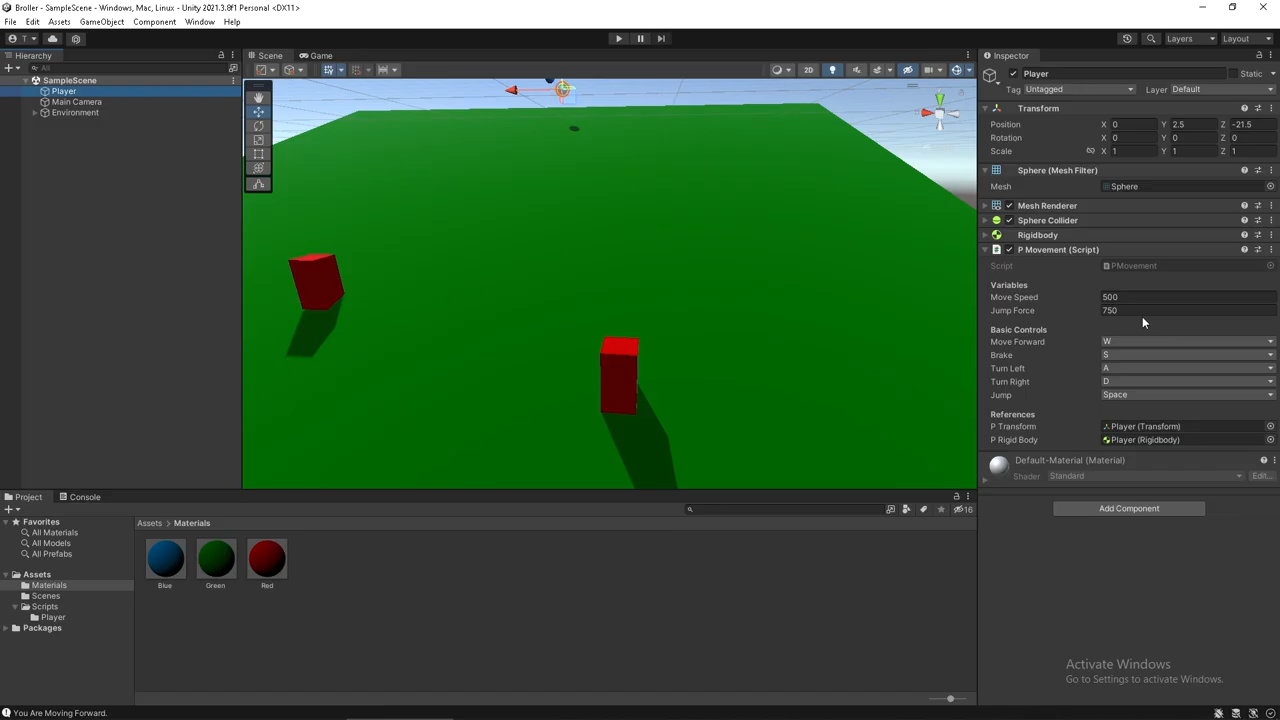 Broller - SampleScene - Windows, Mac, Linux - Unity 2021.3.8f1 Personal <DX11>
File Edit Assets GameObject Component Window Help
T Layers Layout
Hierarchy
All
SampleScene
Player
Main Camera
Environment
Scene Game
2D
Inspector
Player Static
Tag Untagged Layer Default
Transform
Position X 0 Y 2.5 Z -21.5
Rotation X 0 Y 0 Z 0
Scale X 1 Y 1 Z 1
Sphere (Mesh Filter)
Mesh Sphere
Mesh Renderer
Sphere Collider
Rigidbody
P Movement (Script)
Script PMovement
Variables
Move Speed 500
Jump Force 750
Basic Controls
Move Forward W
Brake S
Turn Left A
Turn Right D
Jump Space
References
P Transform Player (Transform)
P Rigid Body Player (Rigidbody)
Default-Material (Material)
Shader Standard Edit...
Add Component
Project Console
16
Favorites
All Materials
All Models
All Prefabs
Assets
Materials
Scenes
Scripts
Player
Packages
Assets > Materials
Blue Green Red
Activate Windows
Go to Settings to activate Windows.
You Are Moving Forward.